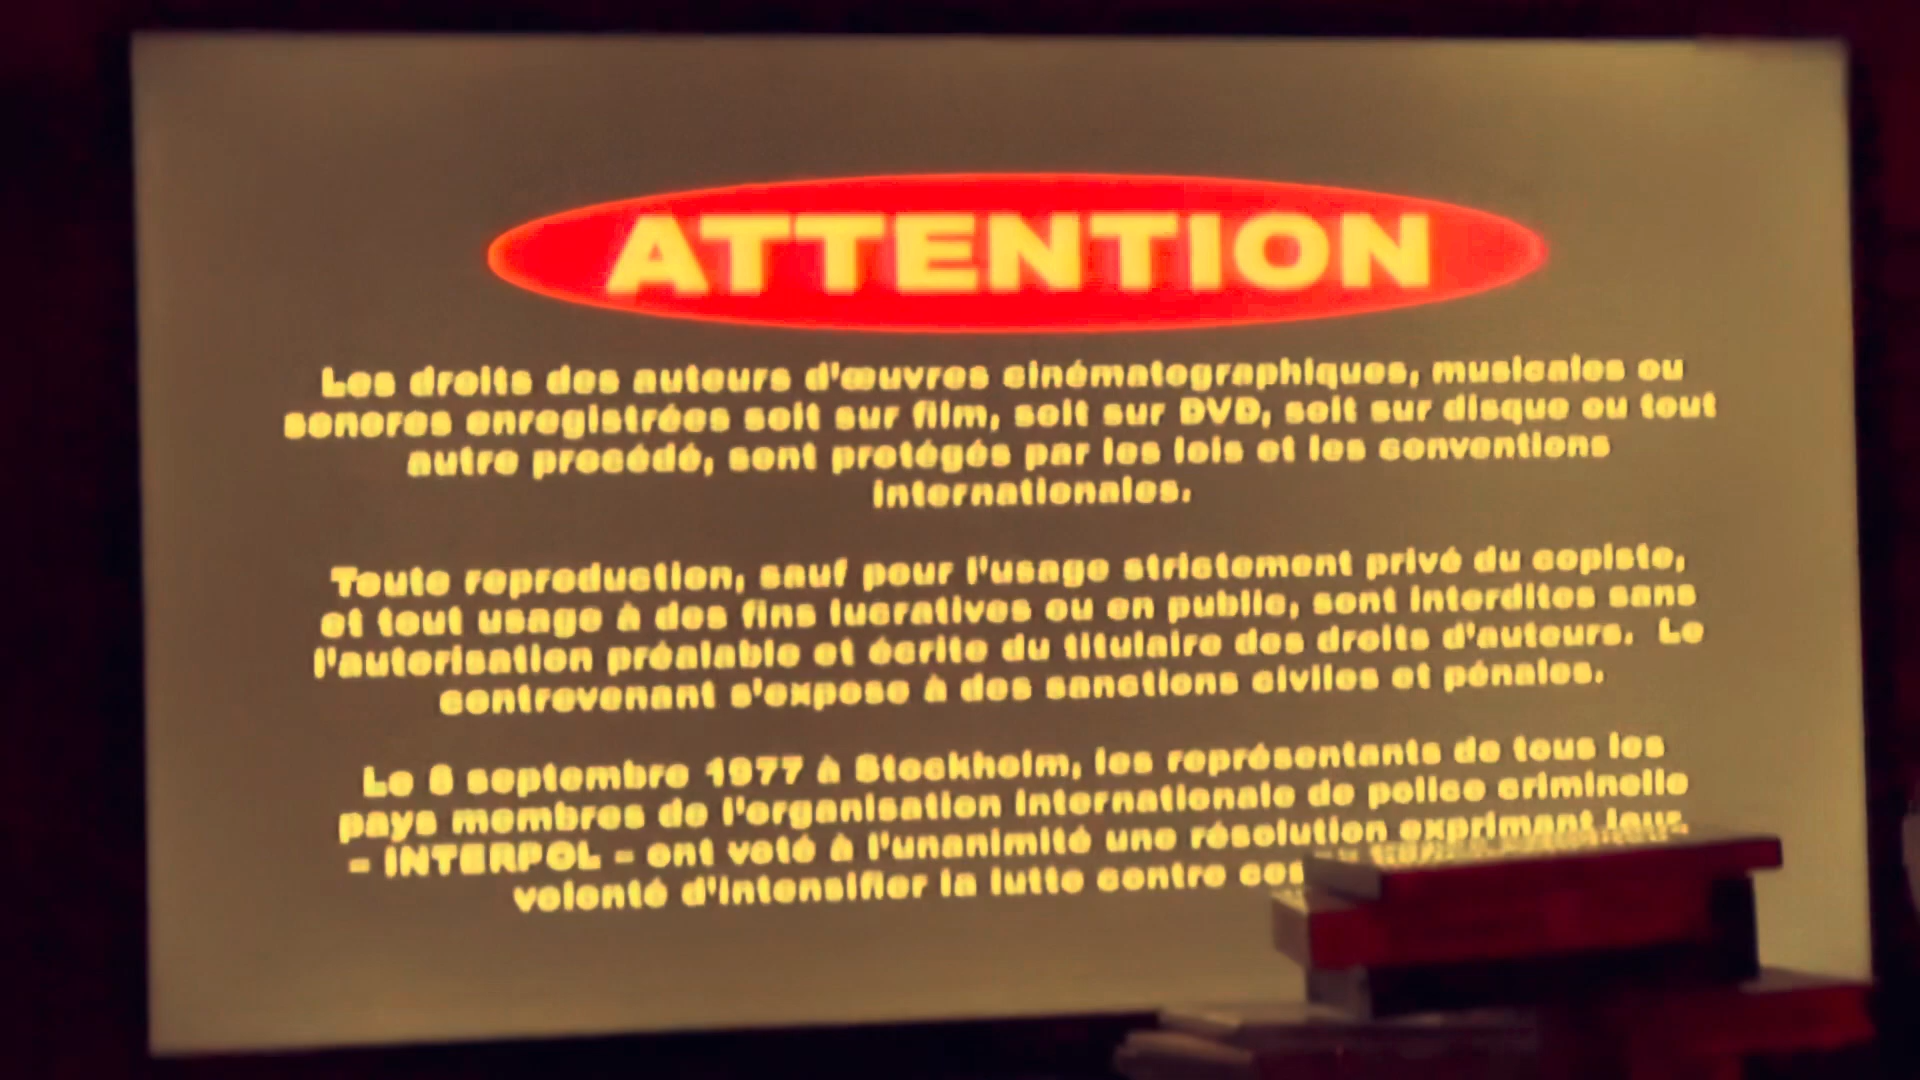 ATTENTION
Les droits des auteurs d'œuvres cinématographiques, musicales ou
sonores enregistrées soit sur film, soit sur DVD, soit sur disque ou tout
autre procédé, sont protégés par les lois et les conventions
internationales.
Toute reproduction, sauf pour l'usage strictement privé du copiste,
et tout usage à des fins lucratives ou en public, sont interdites sans
l'autorisation préalable et écrite du titulaire des droits d'auteurs. Le
contrevenant s'expose à des sanctions civiles et pénales.
Le 8 septembre 1977 à Stockholm, les représentants de tous les
pays membres de l'organisation internationale de police criminelle
- INTERPOL - ont voté à l'unanimité une résolution exprimant leur
volonté d'intensifier la lutte contre ces